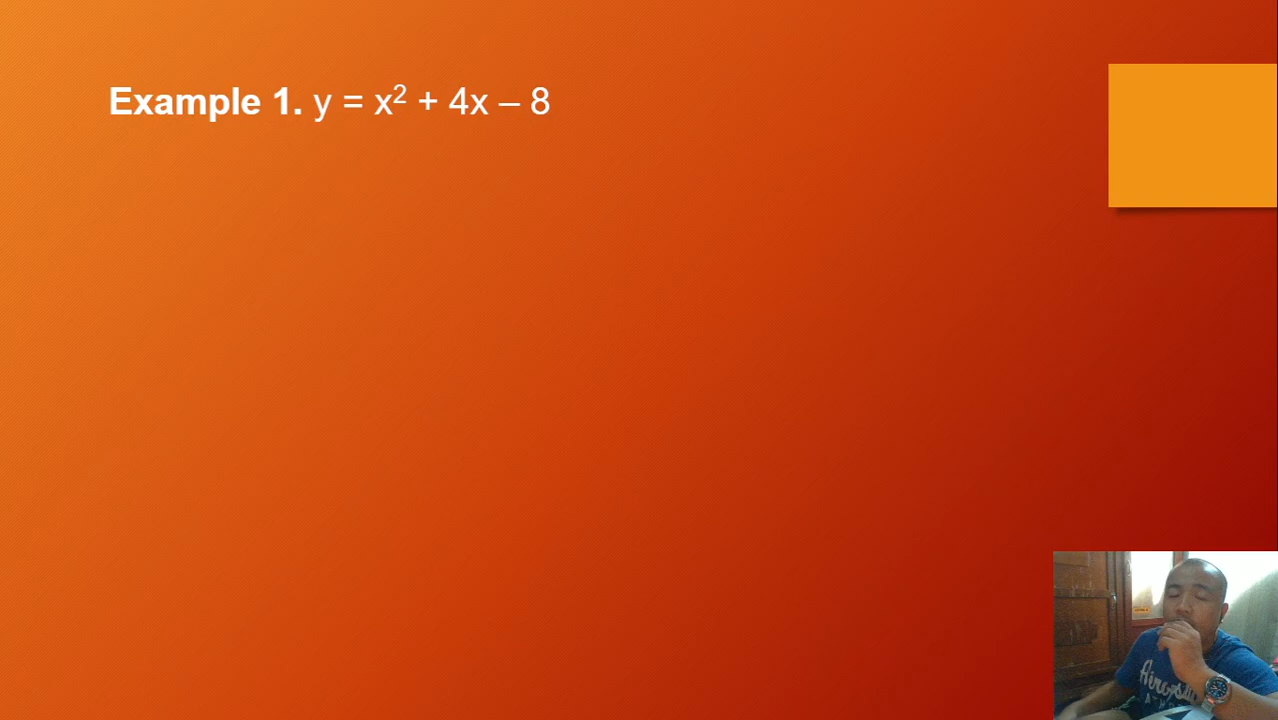 Example 1. y = x² + 4x – 8